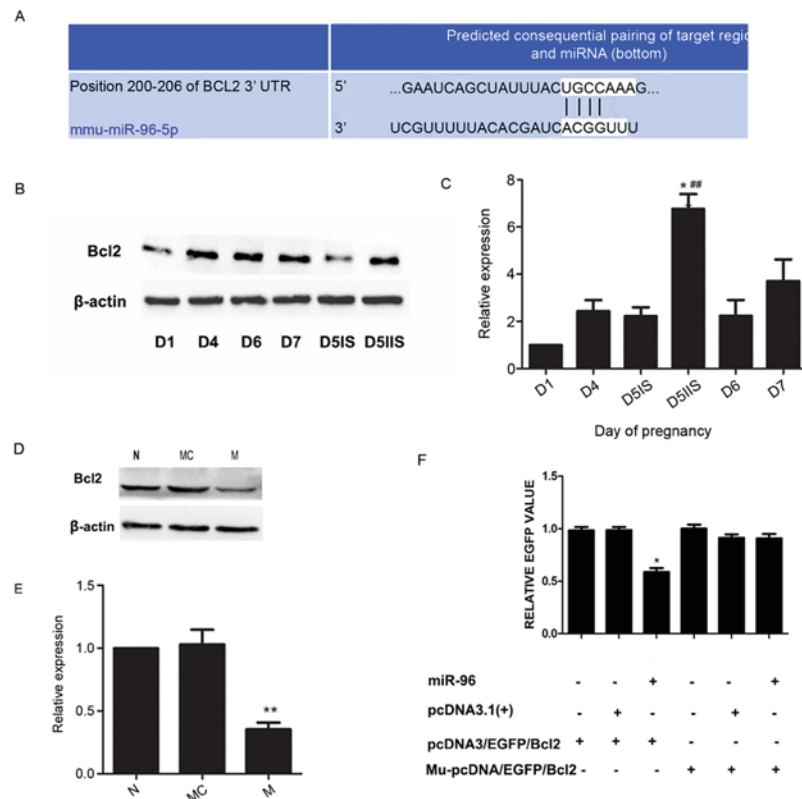 A
Predicted consequential pairing of target regic
and miRNA (bottom)
Position 200-206 of BCL2 3' UTR 5' ...GAAUCAGCUAUUUACUGCCAAAG...
mmu-miR-96-5p 3' UCGUUUUUACACGAUCACGGUUU U
B
Bcl2
β-actin
D1 D4 D6 D7 D5IS D5IIS
C
Relative expression
8
6
4
2
0
* ##
D1 D4 D5IS D5IIS D6 D7
Day of pregnancy
D
N MC M
Bcl2
β-actin
E
Relative expression
1.5
1.0
0.5
0.0
**
N MC M
F
RELATIVE EGFP VALUE
1.5
1.0
0.5
0.0
*
miR-96 - - + - - +
pcDNA3.1(+) - + - - + -
pcDNA3/EGFP/Bcl2 + + + - - -
Mu-pcDNA/EGFP/Bcl2 - - - + + +